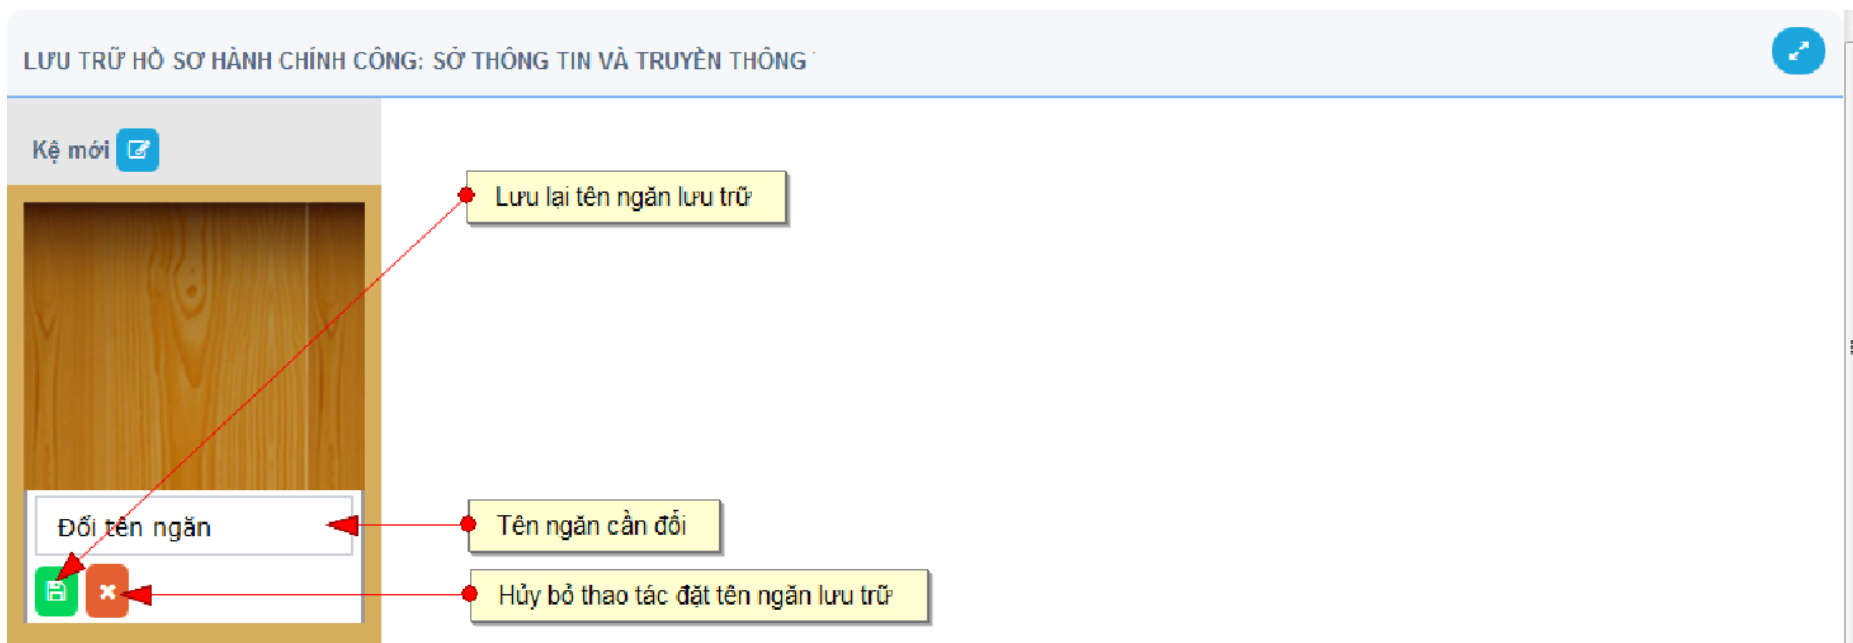 LƯU TRỮ HỒ SƠ HÀNH CHÍNH CÔNG: SỞ THÔNG TIN VÀ TRUYỀN THÔNG
Kệ mới
Lưu lại tên ngăn lưu trữ
Đổi tên ngăn
Tên ngăn cần đổi
Hủy bỏ thao tác đặt tên ngăn lưu trữ